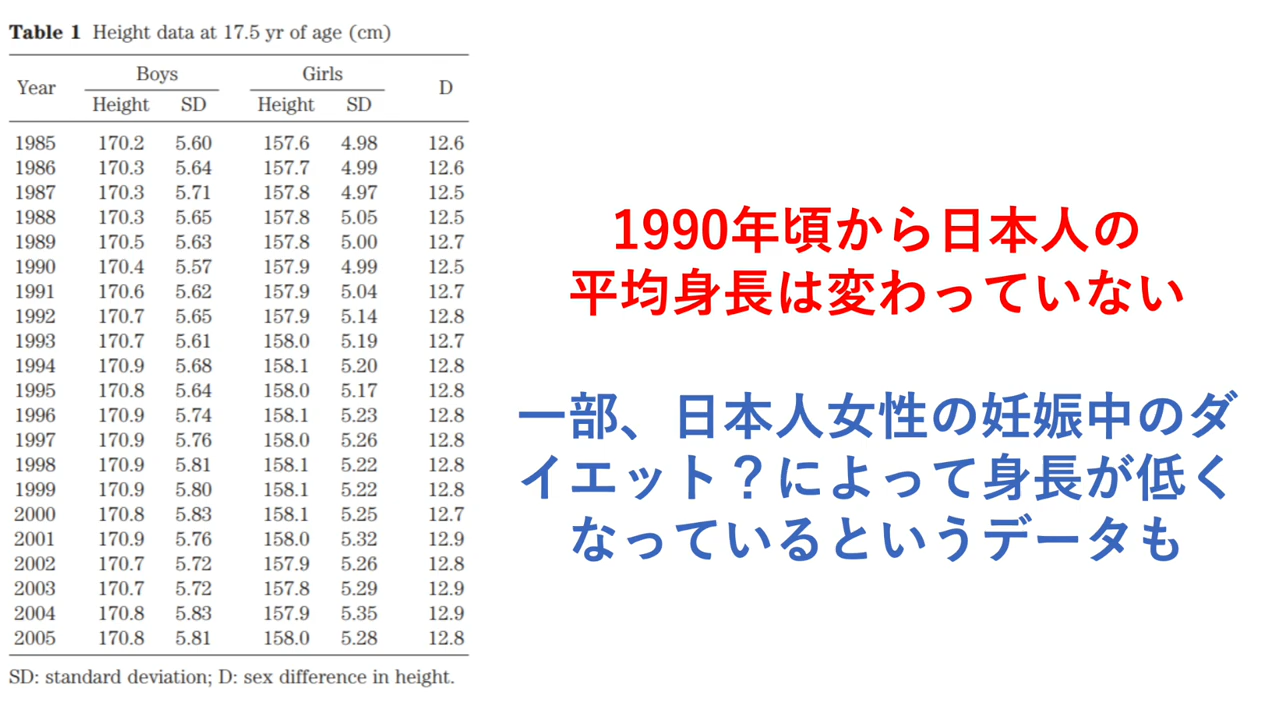 Table 1 Height data at 17.5 yr of age (cm)
Year Boys Girls D
Height SD Height SD
1985 170.2 5.60 157.6 4.98 12.6
1986 170.3 5.64 157.7 4.99 12.6
1987 170.3 5.71 157.8 4.97 12.5
1988 170.3 5.65 157.8 5.05 12.5
1989 170.5 5.63 157.8 5.00 12.7
1990 170.4 5.57 157.9 4.99 12.5
1991 170.6 5.62 157.9 5.04 12.7
1992 170.7 5.65 157.9 5.14 12.8
1993 170.7 5.61 158.0 5.19 12.7
1994 170.9 5.68 158.1 5.20 12.8
1995 170.8 5.64 158.0 5.17 12.8
1996 170.9 5.74 158.1 5.23 12.8
1997 170.9 5.76 158.0 5.26 12.8
1998 170.9 5.81 158.1 5.22 12.8
1999 170.9 5.80 158.1 5.22 12.8
2000 170.8 5.83 158.1 5.25 12.7
2001 170.9 5.76 158.0 5.32 12.9
2002 170.7 5.72 157.9 5.26 12.8
2003 170.7 5.72 157.8 5.29 12.9
2004 170.8 5.83 157.9 5.35 12.9
2005 170.8 5.81 158.0 5.28 12.8
SD: standard deviation; D: sex difference in height.
1990年頃から日本人の
平均身長は変わっていない
一部、日本人女性の妊娠中のダ
イエット？によって身長が低く
なっているというデータも